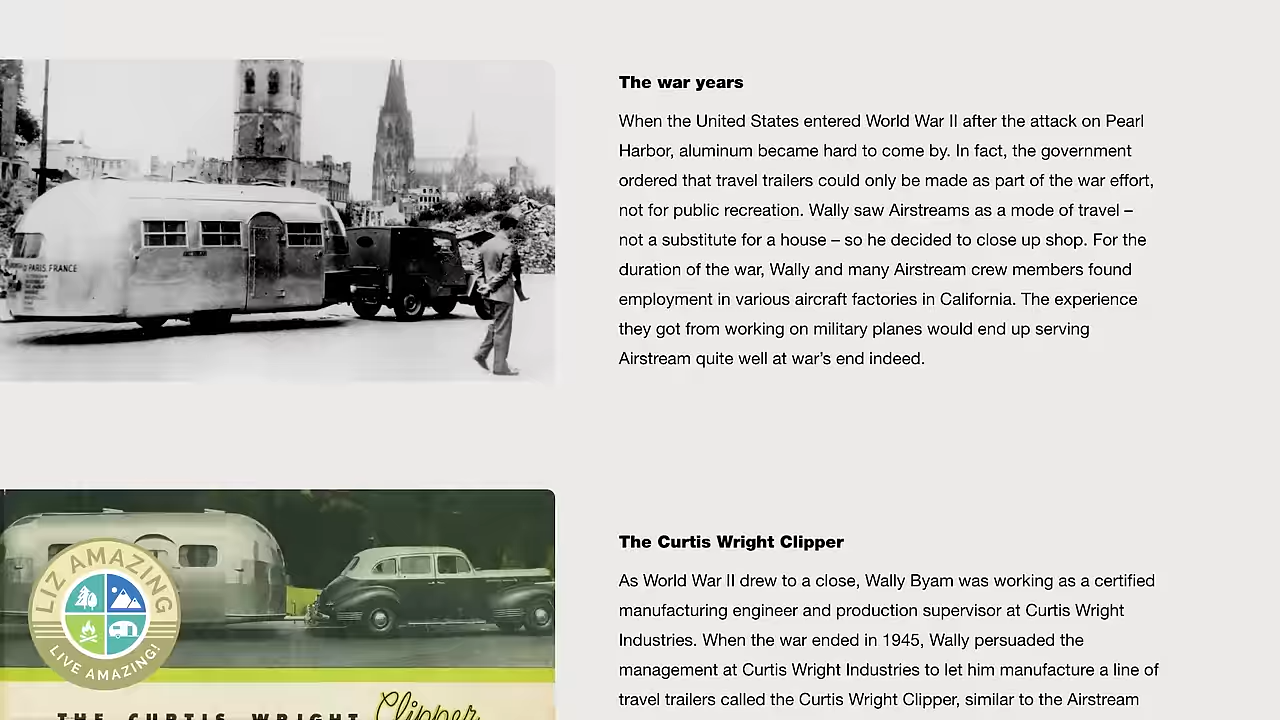 The war years
When the United States entered World War II after the attack on Pearl
Harbor, aluminum became hard to come by. In fact, the government
ordered that travel trailers could only be made as part of the war effort,
not for public recreation. Wally saw Airstreams as a mode of travel –
not a substitute for a house – so he decided to close up shop. For the
duration of the war, Wally and many Airstream crew members found
employment in various aircraft factories in California. The experience
they got from working on military planes would end up serving
Airstream quite well at war's end indeed.
PARIS FRANCE
The Curtis Wright Clipper
As World War II drew to a close, Wally Byam was working as a certified
manufacturing engineer and production supervisor at Curtis Wright
Industries. When the war ended in 1945, Wally persuaded the
management at Curtis Wright Industries to let him manufacture a line of
travel trailers called the Curtis Wright Clipper, similar to the Airstream
LIZ AMAZING
LIVE AMAZING!
THE CURTIS WRIGHT Clipper